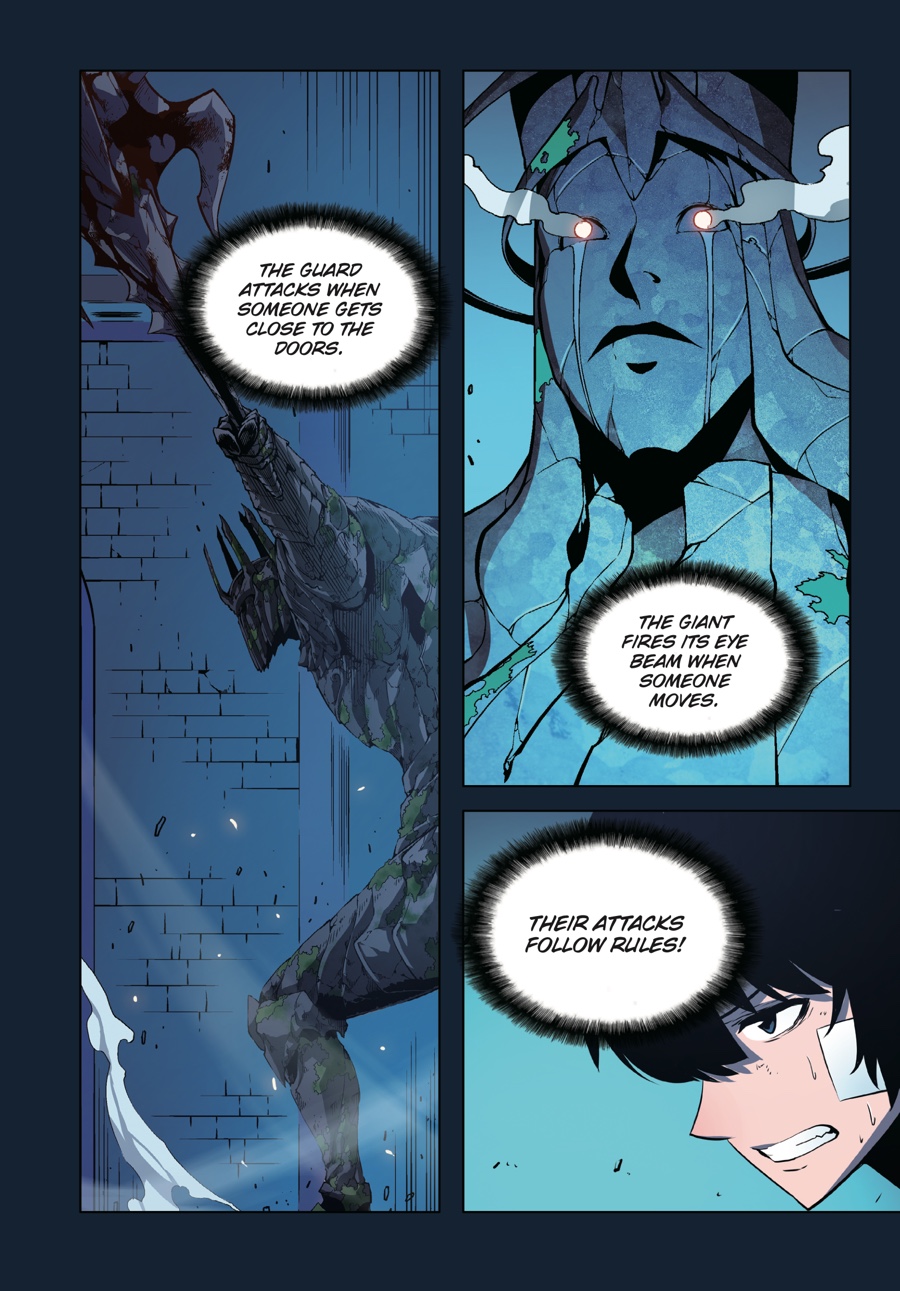 THE GUARD
ATTACKS WHEN
SOMEONE GETS
CLOSE TO THE
DOORS.
THE GIANT
FIRES ITS EYE
BEAM WHEN
SOMEONE
MOVES.
THEIR ATTACKS
FOLLOW RULES!